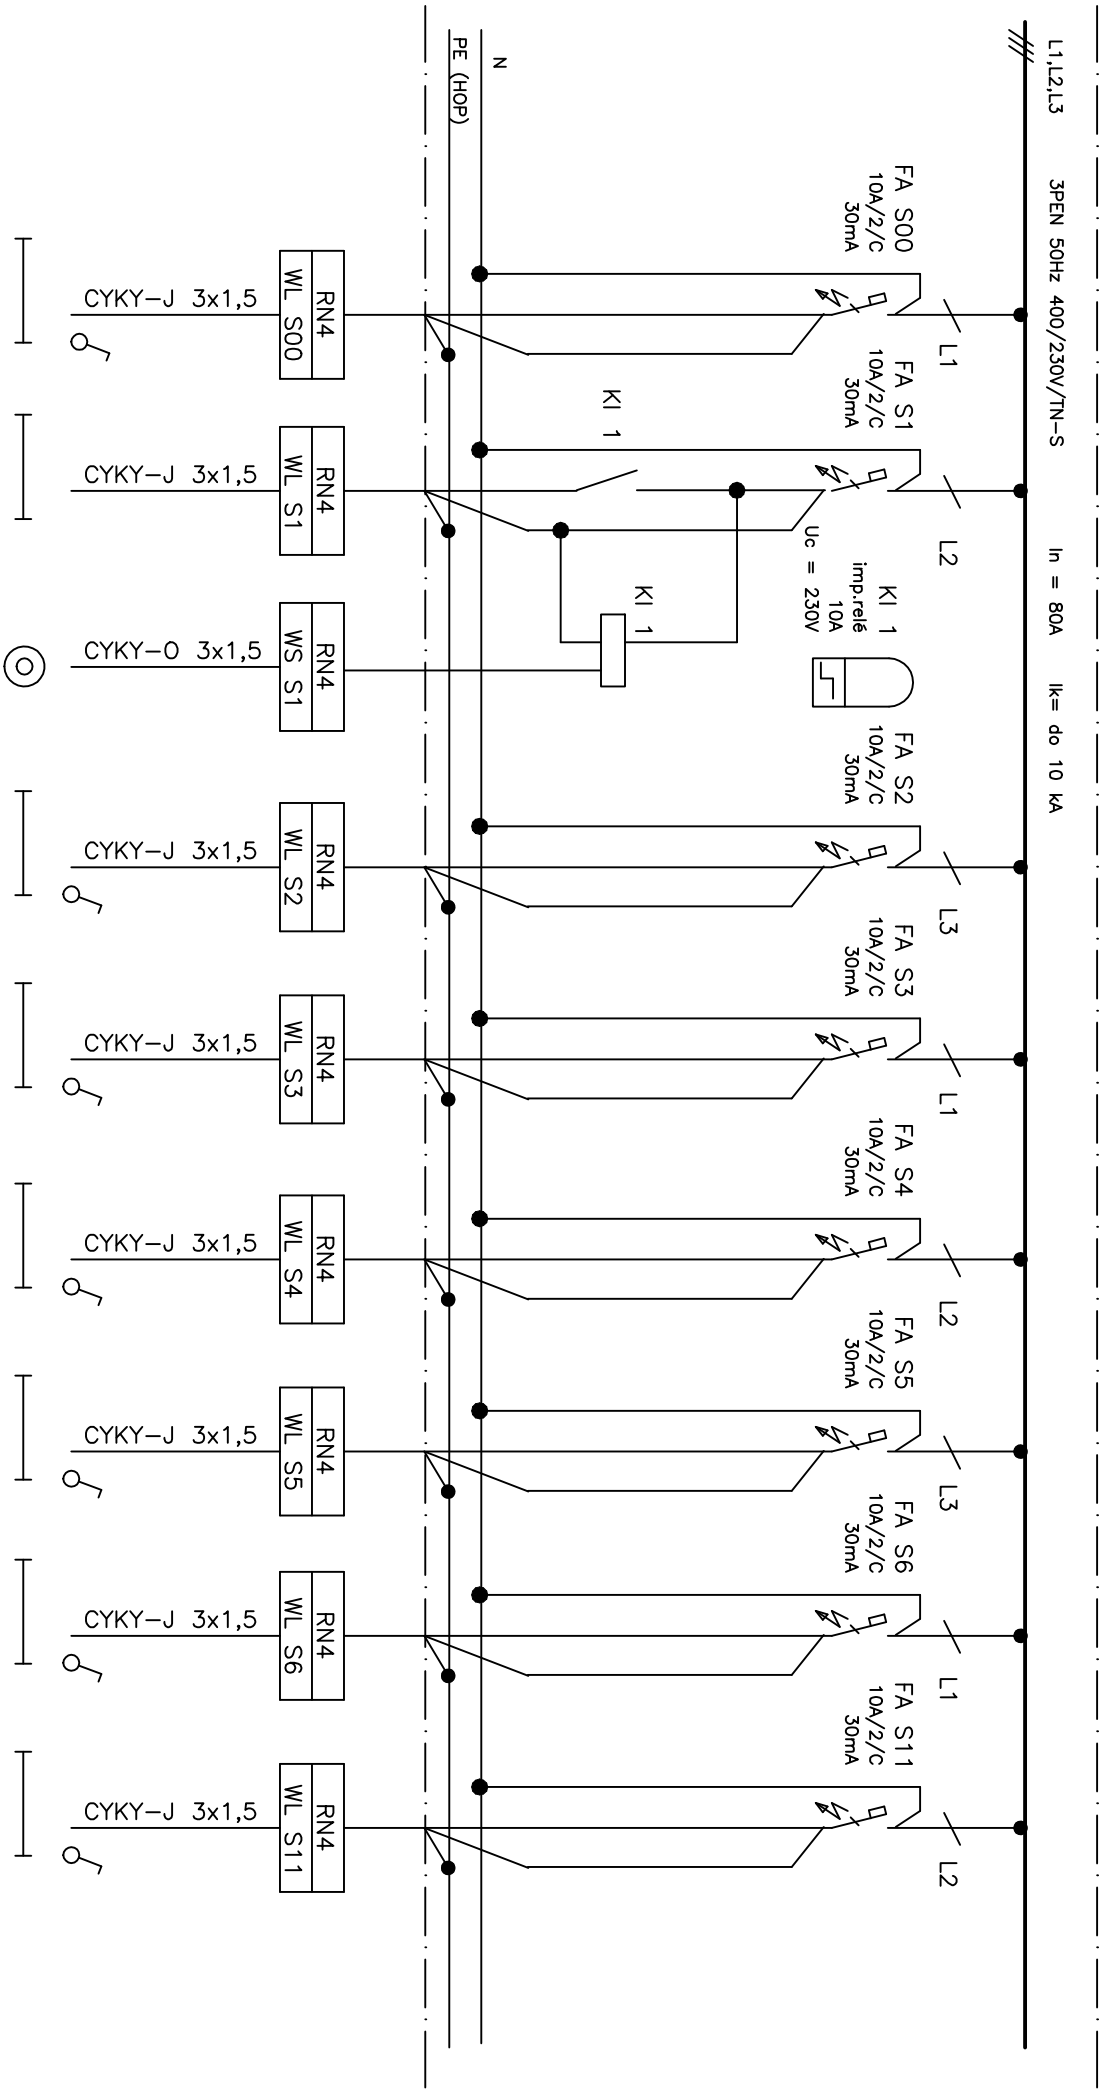 L1,L2,L3 3PEN 50Hz 400/230V/TN-S In = 80A Ik= do 10 kA
FA S00
10A/2/C
30mA
L1
FA S1
10A/2/C
30mA
L2
KI 1
imp.relé
10A
Uc = 230V
FA S2
10A/2/C
30mA
L3
FA S3
10A/2/C
30mA
L1
FA S4
10A/2/C
30mA
L2
FA S5
10A/2/C
30mA
L3
FA S6
10A/2/C
30mA
L1
FA S11
10A/2/C
30mA
L2
KI 1
KI 1
N
PE (HOP)
RN4
WL S00
RN4
WL S1
RN4
WS S1
RN4
WL S2
RN4
WL S3
RN4
WL S4
RN4
WL S5
RN4
WL S6
RN4
WL S11
CYKY-J 3x1,5
CYKY-J 3x1,5
CYKY-O 3x1,5
CYKY-J 3x1,5
CYKY-J 3x1,5
CYKY-J 3x1,5
CYKY-J 3x1,5
CYKY-J 3x1,5
CYKY-J 3x1,5